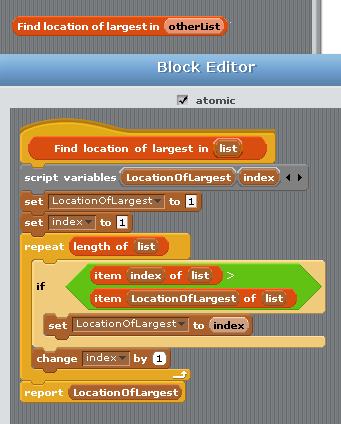 Find location of largest in otherList
Block Editor
atomic
Find location of largest in list
script variables LocationOfLargest index
set LocationOfLargest to 1
set index to 1
repeat length of list
if item index of list >
item LocationOfLargest of list
set LocationOfLargest to index
change index by 1
report LocationOfLargest